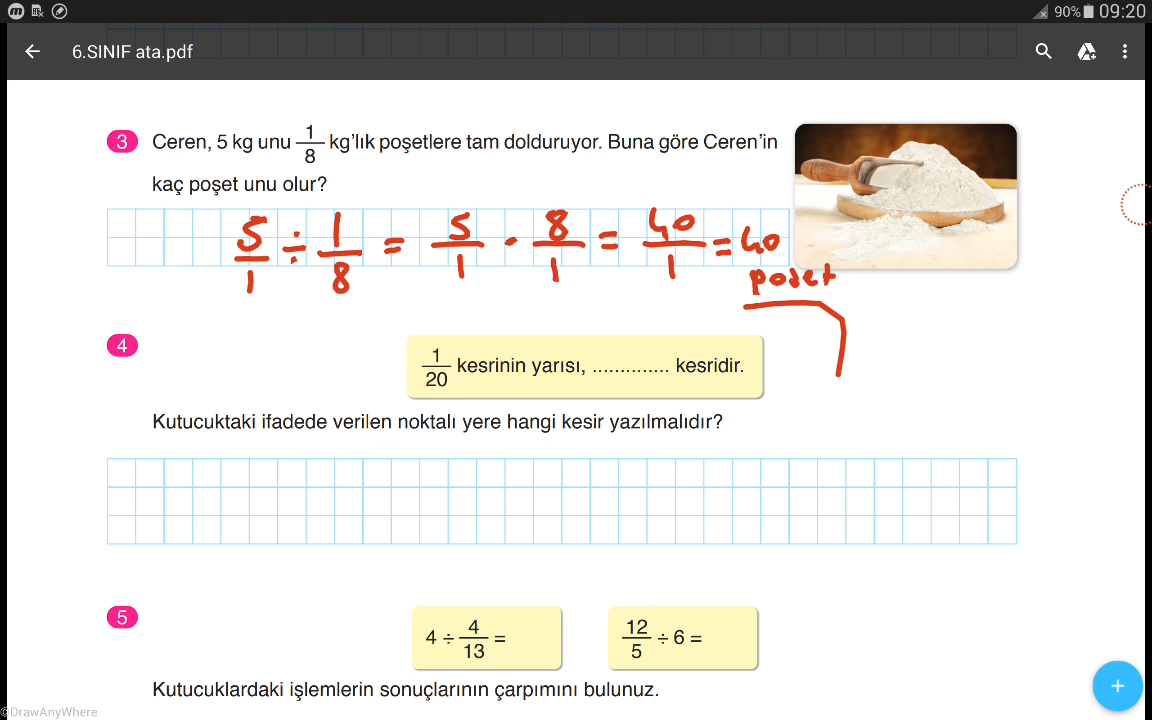 90% 09:20
6.SINIF ata.pdf
3 Ceren, 5 kg unu 1/8 kg'lık poşetlere tam dolduruyor. Buna göre Ceren'in
kaç poşet unu olur?
5/1 ÷ 1/8 = 5/1 · 8/1 = 40/1 = 40
poşet
4
1/20 kesrinin yarısı, .............. kesridir.
Kutucuktaki ifadede verilen noktalı yere hangi kesir yazılmalıdır?
5
4 ÷ 4/13 = 12/5 ÷ 6 =
Kutucuklardaki işlemlerin sonuçlarının çarpımını bulunuz.
©DrawAnyWhere